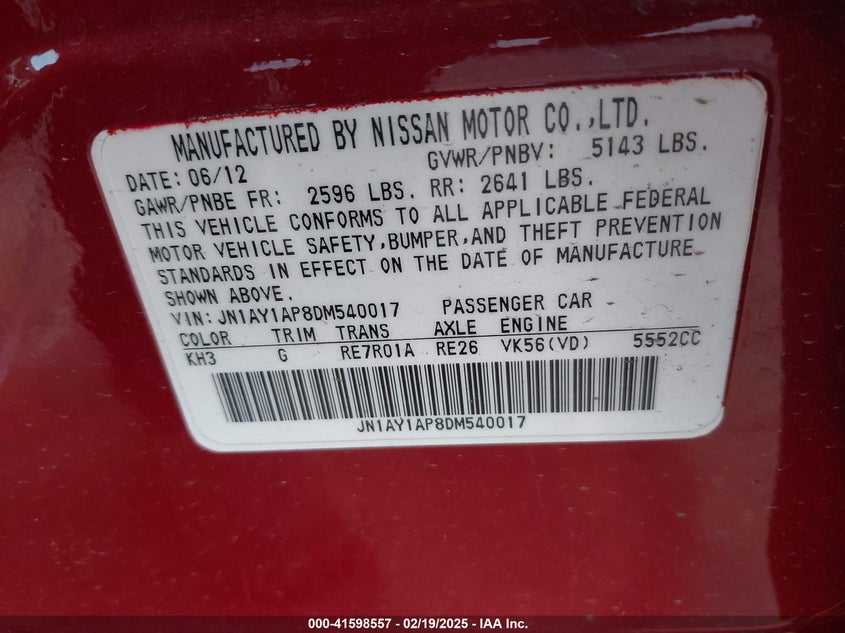 MANUFACTURED BY NISSAN MOTOR CO.,LTD.
DATE: 06/12 GVWR/PNBV: 5143 LBS.
GAWR/PNBE FR: 2596 LBS. RR: 2641 LBS.
THIS VEHICLE CONFORMS TO ALL APPLICABLE FEDERAL
MOTOR VEHICLE SAFETY,BUMPER,AND THEFT PREVENTION
STANDARDS IN EFFECT ON THE DATE OF MANUFACTURE
SHOWN ABOVE.
VIN: JN1AY1AP8DM540017 PASSENGER CAR
COLOR TRIM TRANS AXLE ENGINE
KH3 G RE7R01A RE26 VK56(VD) 5552CC
JN1AY1AP8DM540017
000-41598557 - 02/19/2025 - IAA Inc.